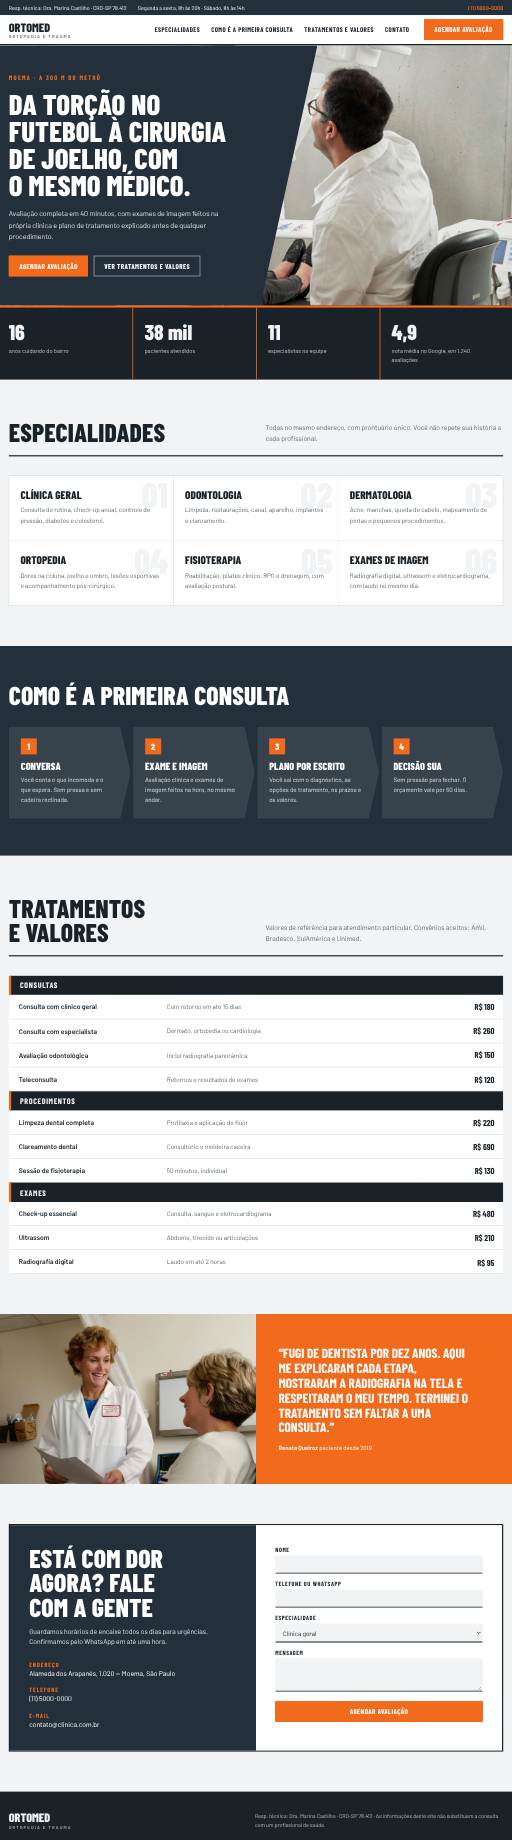 Resp. técnica: Dra. Marina Castilho · CRO-SP 78.412
Segunda a sexta, 8h às 20h · Sábado, 8h às 14h
(11) 5000-0000
ORTOMED
ORTOPEDIA E TRAUMA
ESPECIALIDADES
COMO É A PRIMEIRA CONSULTA
TRATAMENTOS E VALORES
CONTATO
AGENDAR AVALIAÇÃO
MOEMA · A 300 M DO METRÔ
DA TORÇÃO NO
FUTEBOL À CIRURGIA
DE JOELHO, COM
O MESMO MÉDICO.
Avaliação completa em 40 minutos, com exames de imagem feitos na
própria clínica e plano de tratamento explicado antes de qualquer
procedimento.
AGENDAR AVALIAÇÃO
VER TRATAMENTOS E VALORES
16
anos cuidando do bairro
38 mil
pacientes atendidos
11
especialistas na equipe
4,9
nota média no Google, em 1.740
avaliações
ESPECIALIDADES
Todas no mesmo endereço, com prontuário único. Você não repete sua história a
cada profissional.
01
CLÍNICA GERAL
Consulta de rotina, check-up anual, controle de
pressão, diabetes e colesterol.
02
ODONTOLOGIA
Limpeza, restaurações, canal, aparelho, implantes
e clareamento.
03
DERMATOLOGIA
Acne, manchas, queda de cabelo, mapeamento de
pintas e pequenos procedimentos.
04
ORTOPEDIA
Dores na coluna, joelho e ombro, lesões esportivas
e acompanhamento pós-cirúrgico.
05
FISIOTERAPIA
Reabilitação, pilates clínico, RPG e drenagem, com
avaliação postural.
06
EXAMES DE IMAGEM
Radiografia digital, ultrassom e eletrocardiograma,
com laudo no mesmo dia.
COMO É A PRIMEIRA CONSULTA
1
CONVERSA
Você conta o que incomoda e o
que espera. Sem pressa e sem
cadeira reclinada.
2
EXAME E IMAGEM
Avaliação clínica e exames de
imagem feitos na hora, no mesmo
andar.
3
PLANO POR ESCRITO
Você sai com o diagnóstico, as
opções de tratamento, os prazos e
os valores.
4
DECISÃO SUA
Sem pressão para fechar. O
orçamento vale por 60 dias.
TRATAMENTOS
E VALORES
Valores de referência para atendimento particular. Convênios aceitos: Amil,
Bradesco, SulAmérica e Unimed.
CONSULTAS
Consulta com clínico geral
Com retorno em até 15 dias
R$ 180
Consulta com especialista
Dermato, ortopedia ou cardiologia
R$ 260
Avaliação odontológica
Inclui radiografia panorâmica
R$ 150
Teleconsulta
Retornos e resultados de exames
R$ 120
PROCEDIMENTOS
Limpeza dental completa
Profilaxia e aplicação de flúor
R$ 220
Clareamento dental
Consultório e moldeira caseira
R$ 690
Sessão de fisioterapia
50 minutos, individual
R$ 130
EXAMES
Check-up essencial
Consulta, sangue e eletrocardiograma
R$ 480
Ultrassom
Abdome, tireoide ou articulações
R$ 210
Radiografia digital
Laudo em até 2 horas
R$ 95
“FUGI DE DENTISTA POR DEZ ANOS. AQUI
ME EXPLICARAM CADA ETAPA,
MOSTRARAM A RADIOGRAFIA NA TELA E
RESPEITARAM O MEU TEMPO. TERMINEI O
TRATAMENTO SEM FALTAR A UMA
CONSULTA.”
Renata Queiroz paciente desde 2019
ESTÁ COM DOR
AGORA? FALE
COM A GENTE
Guardamos horários de encaixe todos os dias para urgências.
Confirmamos pelo WhatsApp em até uma hora.
ENDEREÇO
Alameda dos Arapanés, 1.020 — Moema, São Paulo
TELEFONE
(11) 5000-0000
E-MAIL
contato@clinica.com.br
NOME
TELEFONE OU WHATSAPP
ESPECIALIDADE
Clínica geral
MENSAGEM
AGENDAR AVALIAÇÃO
ORTOMED
ORTOPEDIA E TRAUMA
Resp. técnica: Dra. Marina Castilho · CRO-SP 78.412 · As informações deste site não substituem a consulta
com um profissional de saúde.